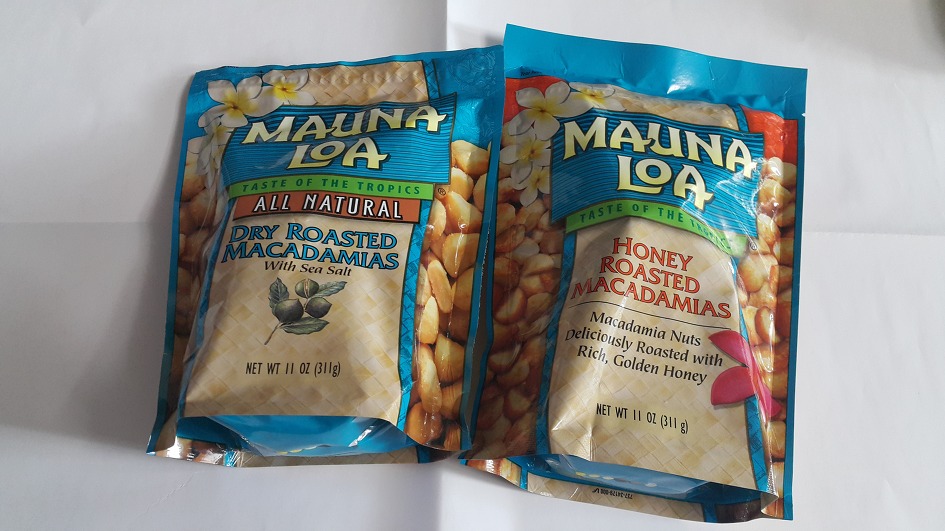 MAUNA
LOA
TASTE OF THE TROPICS
ALL NATURAL
DRY ROASTED
MACADAMIAS
With Sea Salt
NET WT 11 OZ (311g)
MAUNA
LOA
TASTE OF THE TROPICS
HONEY
ROASTED
MACADAMIAS
Macadamia Nuts
Deliciously Roasted with
Rich, Golden Honey
NET WT 11 OZ (311 g)